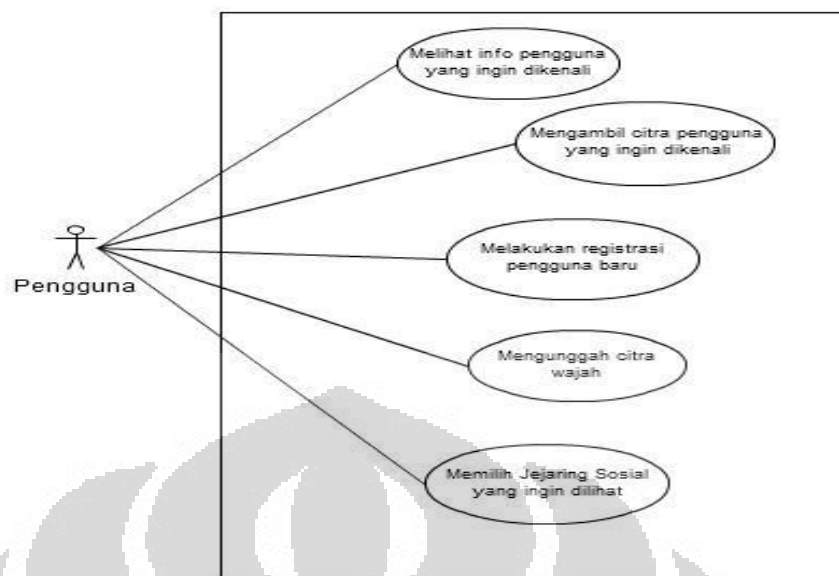 Melihat info pengguna
yang ingin dikenali
Mengambil citra pengguna
yang ingin dikenali
Melakukan registrasi
pengguna baru
Pengguna
Mengunggah citra
wajah
Memilih Jejaring Sosial
yang ingin dilihat